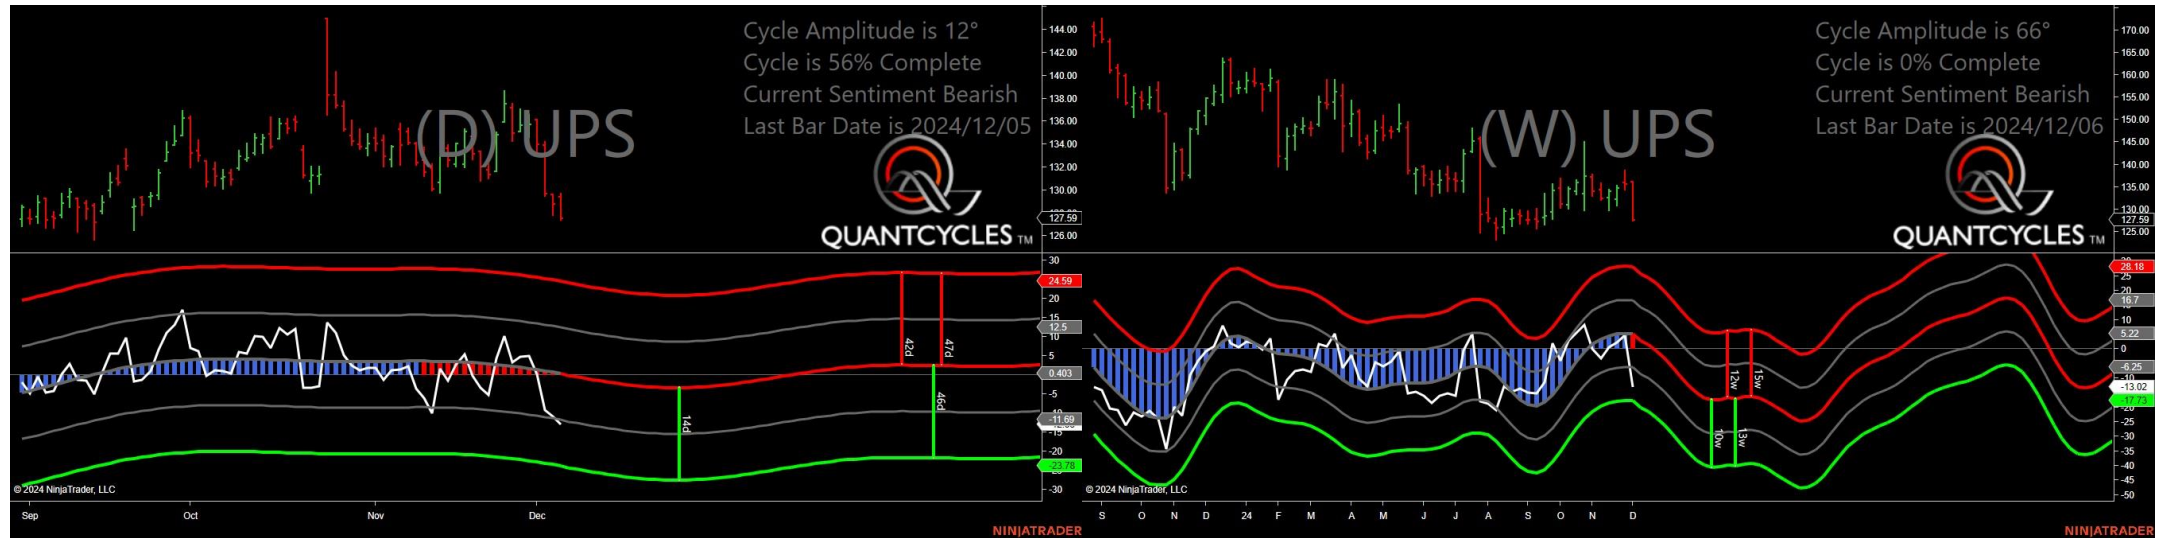 Cycle Amplitude is 12°
Cycle is 56% Complete
Current Sentiment Bearish
Last Bar Date is 2024/12/05
(D) UPS
QUANTCYCLES TM
144.00
140.00
138.00
136.00
134.00
132.00
130.00
127.59
126.00
30
24.59
20
15
12.5
10
5
0.403
-5
-11.69
-15
-20
-23.78
-30
42d
47d
14d
46d
© 2024 NinjaTrader, LLC
Sep Oct Nov Dec
NINJATRADER
Cycle Amplitude is 66°
Cycle is 0% Complete
Current Sentiment Bearish
Last Bar Date is 2024/12/06
(W) UPS
QUANTCYCLES TM
170.00
165.00
160.00
155.00
150.00
145.00
140.00
135.00
130.00
127.59
125.00
28.18
25
20
16.7
10
5.22
0
-6.25
-10
-13.02
-17.73
-20
-25
-30
-35
-40
-45
-50
12w
15w
10w
13w
© 2024 NinjaTrader, LLC
S O N D 24 F M A M J J A S O N D
NINJATRADER